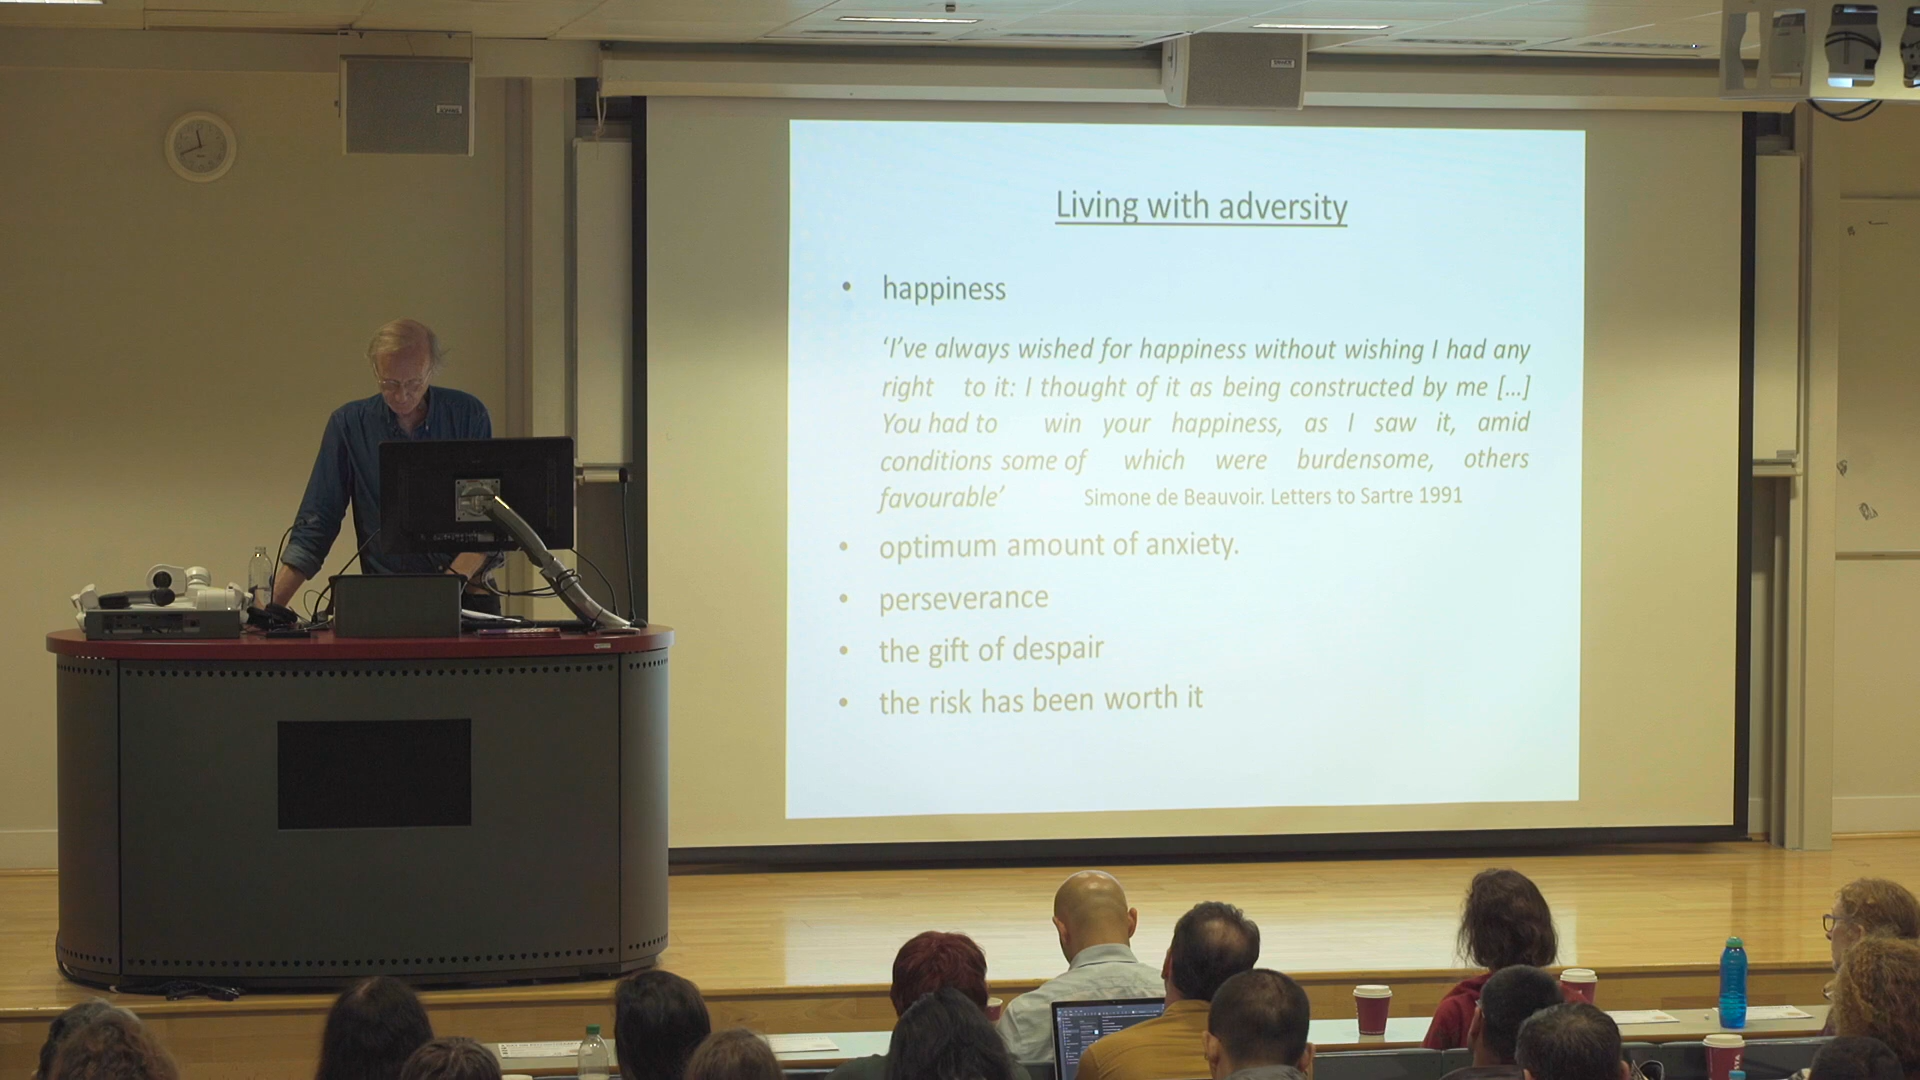 Living with adversity
• happiness
‘I’ve always wished for happiness without wishing I had any
right to it: I thought of it as being constructed by me [...]
You had to win your happiness, as I saw it, amid
conditions some of which were burdensome, others
favourable’ Simone de Beauvoir. Letters to Sartre 1991
• optimum amount of anxiety.
• perseverance
• the gift of despair
• the risk has been worth it